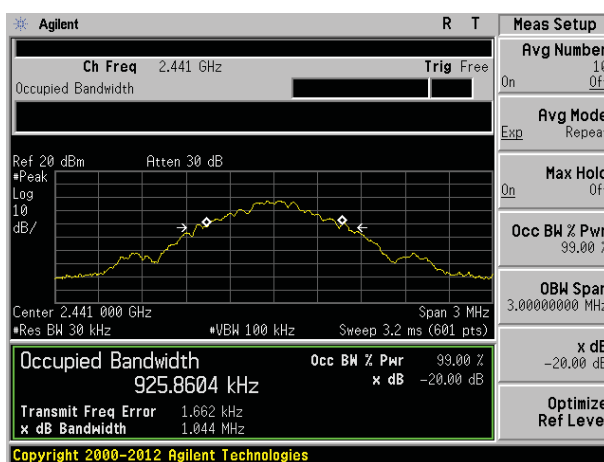 Agilent R T Meas Setup
Avg Number
On
Ch Freq 2.441 GHz Trig Free
Occupied Bandwidth
Avg Mode
Exp
Ref 20 dBm Atten 30 dB
#Peak
Log
10
dB/
Max Hold
On
Occ BW % Pwr
99.00 %
OBW Span
3.00000000 MHz
Center 2.441 000 GHz Span 3 MHz
#Res BW 30 kHz #VBW 100 kHz Sweep 3.2 ms (601 pts)
x dB
-20.00 dB
Occupied Bandwidth Occ BW % Pwr 99.00 %
925.8604 kHz x dB -20.00 dB
Transmit Freq Error 1.662 kHz
x dB Bandwidth 1.044 MHz
Optimize
Ref Level
Copyright 2000-2012 Agilent Technologies